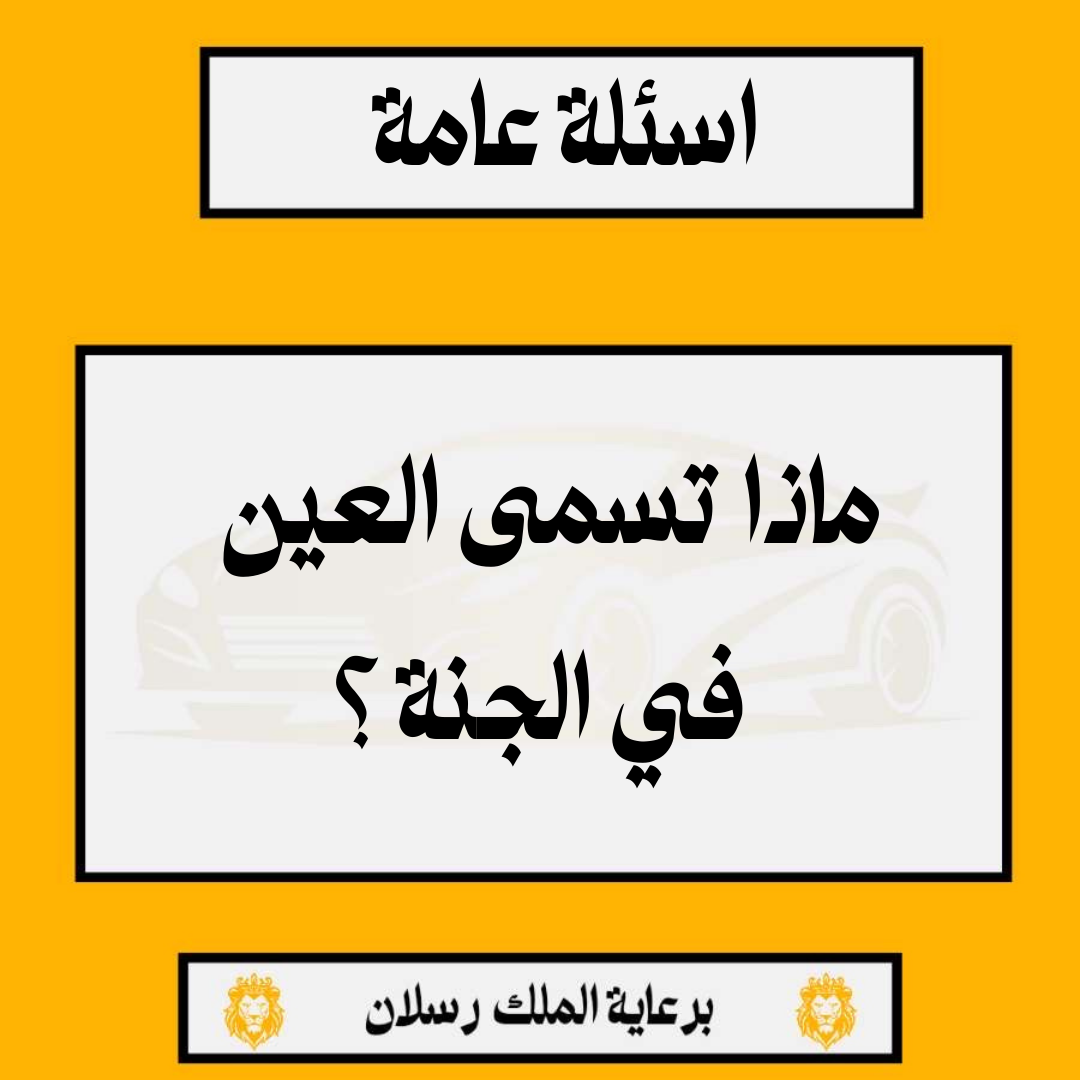 اسئلة عامة
ماذا تسمى العين
في الجنة ؟
برعاية الملك رسلان